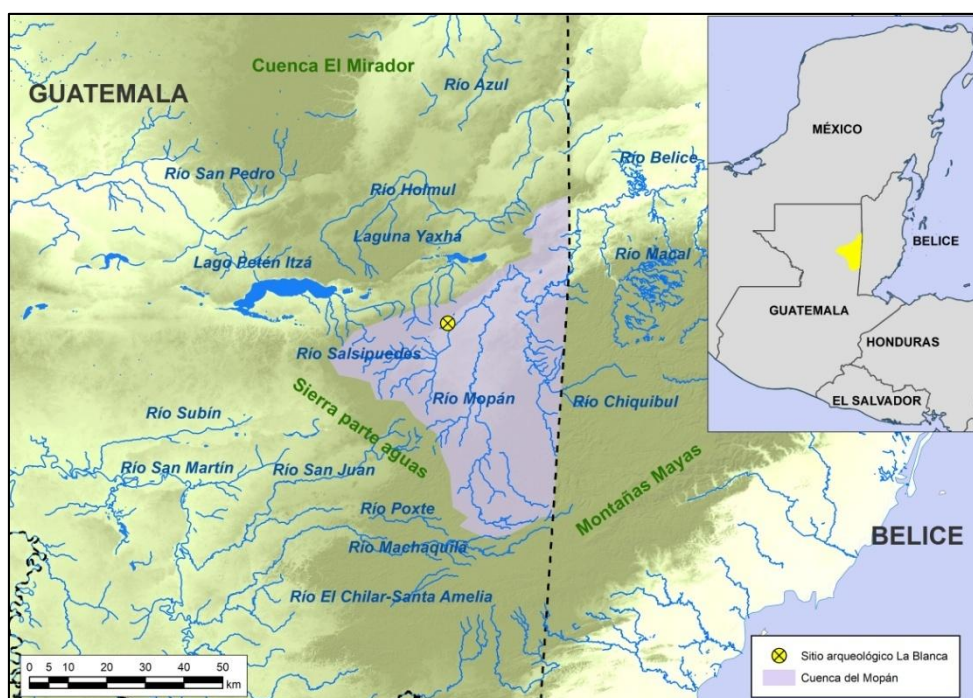 Cuenca El Mirador
GUATEMALA
Río Azul
Río San Pedro
Río Holmul
Río Belice
Laguna Yaxhá
Lago Petén Itzá
Río Macal
Río Salsipuedes
Río Mopán
Río Chiquibul
Río Subín
Sierra parte aguas
Río San Martín
Río San Juan
Montañas Mayas
Río Poxte
Río Machaquilá
BELICE
Río El Chilar-Santa Amelia
0 5 10 20 30 40 50
km
MÉXICO
BELICE
GUATEMALA
HONDURAS
EL SALVADOR
Sitio arqueológico La Blanca
Cuenca del Mopán